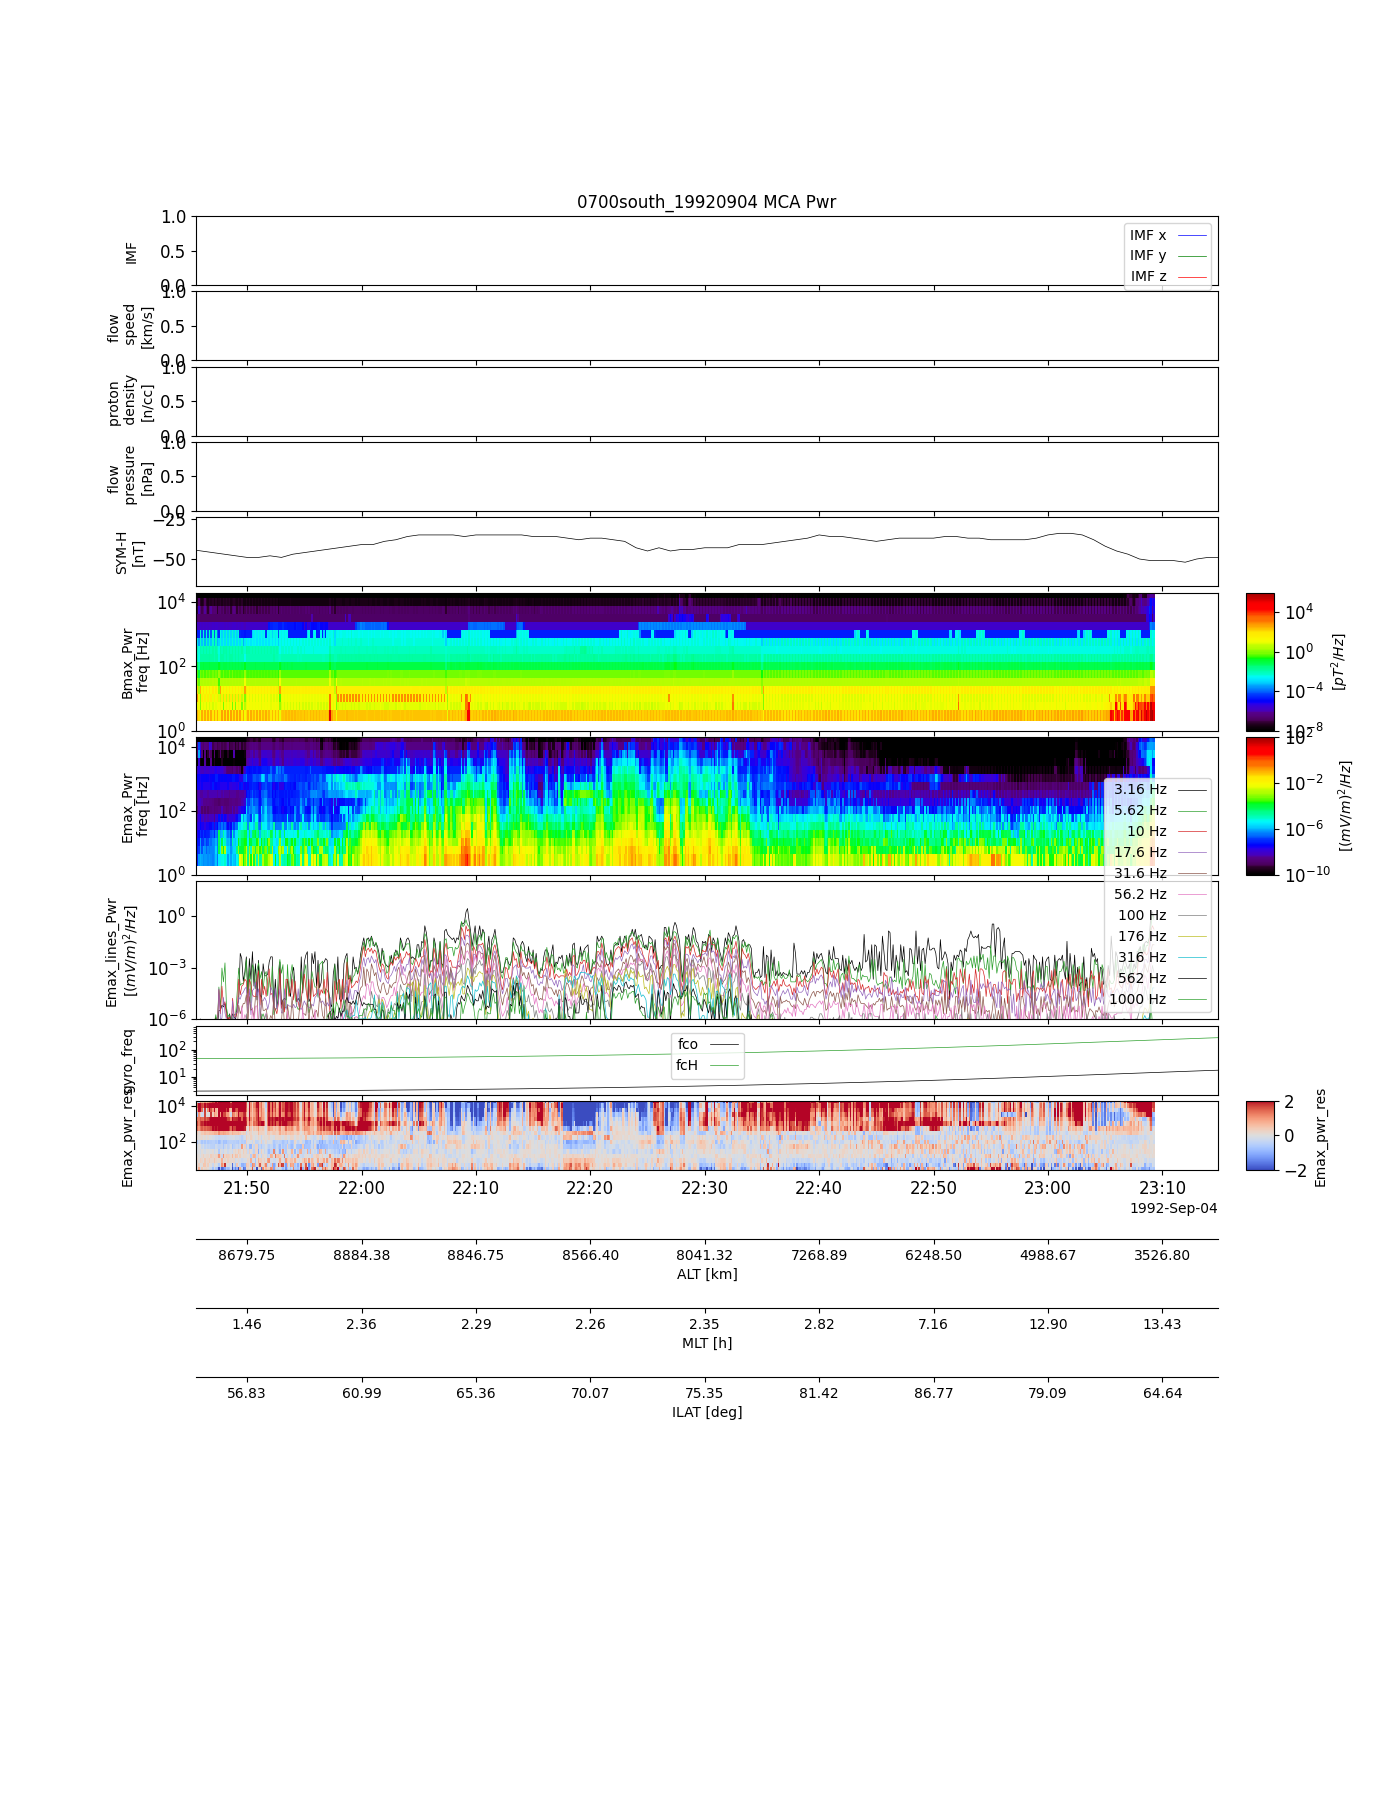 0700south_19920904 MCA Pwr
1.0
0.5
0.0
IMF
IMF x
IMF y
IMF z
1.0
0.5
0.0
flow
speed
[km/s]
1.0
0.5
0.0
proton
density
[n/cc]
1.0
0.5
0.0
flow
pressure
[nPa]
−25
−50
SYM-H
[nT]
10^4
10^2
10^0
Bmax_Pwr
freq [Hz]
10^4
10^0
10^−4
10^−8
[pT^2/Hz]
10^4
10^2
10^0
Emax_Pwr
freq [Hz]
10^2
10^−2
10^−6
10^−10
[(mV/m)^2/Hz]
3.16 Hz
5.62 Hz
10 Hz
17.6 Hz
31.6 Hz
56.2 Hz
100 Hz
176 Hz
316 Hz
562 Hz
1000 Hz
10^0
10^−3
10^−6
Emax_lines_Pwr
[(mV/m)^2/Hz]
10^2
10^1
gyro_freq
fco
fcH
10^4
10^2
Emax_pwr_res
2
0
−2
Emax_pwr_res
21:50 22:00 22:10 22:20 22:30 22:40 22:50 23:00 23:10
1992-Sep-04
8679.75 8884.38 8846.75 8566.40 8041.32 7268.89 6248.50 4988.67 3526.80
ALT [km]
1.46 2.36 2.29 2.26 2.35 2.82 7.16 12.90 13.43
MLT [h]
56.83 60.99 65.36 70.07 75.35 81.42 86.77 79.09 64.64
ILAT [deg]